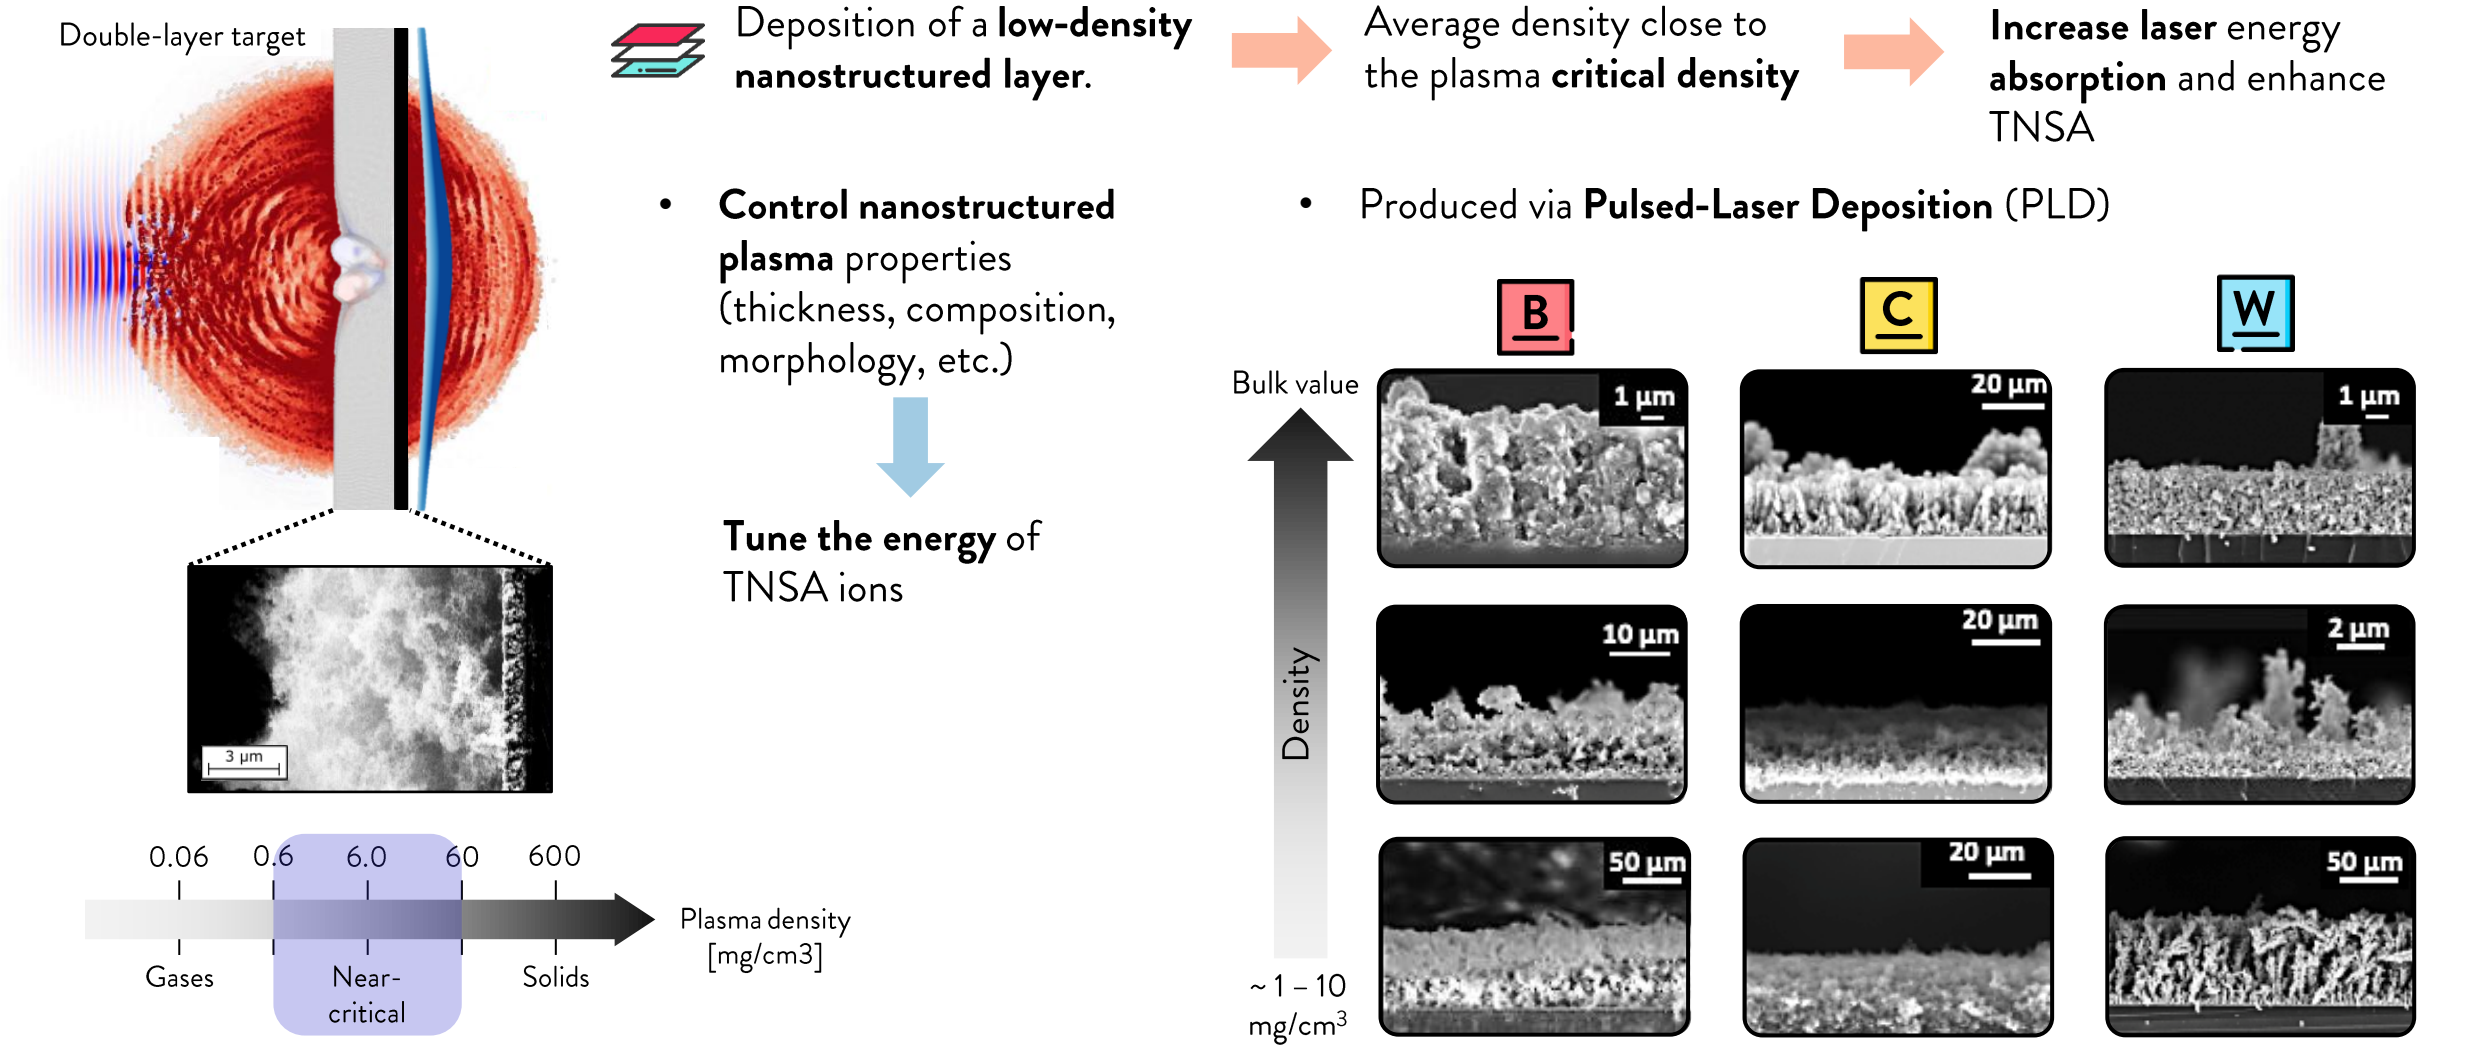 Double-layer target
Deposition of a low-density
nanostructured layer.
Average density close to
the plasma critical density
Increase laser energy
absorption and enhance
TNSA
• Control nanostructured
plasma properties
(thickness, composition,
morphology, etc.)
Tune the energy of
TNSA ions
• Produced via Pulsed-Laser Deposition (PLD)
B
C
W
Bulk value
Density
~ 1 – 10
mg/cm³
1 µm
20 µm
1 µm
10 µm
20 µm
2 µm
50 µm
20 µm
50 µm
3 µm
0.06 0.6 6.0 60 600
Plasma density
[mg/cm3]
Gases
Near-
critical
Solids